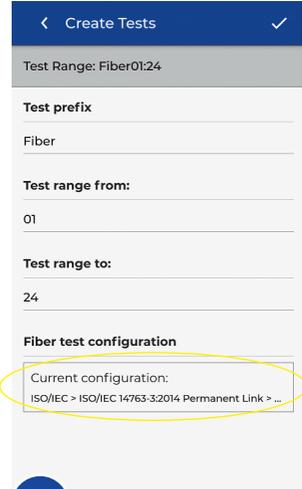 Create Tests
Test Range: Fiber01:24
Test prefix
Fiber
Test range from:
01
Test range to:
24
Fiber test configuration
Current configuration:
ISO/IEC > ISO/IEC 14763-3:2014 Permanent Link > ...